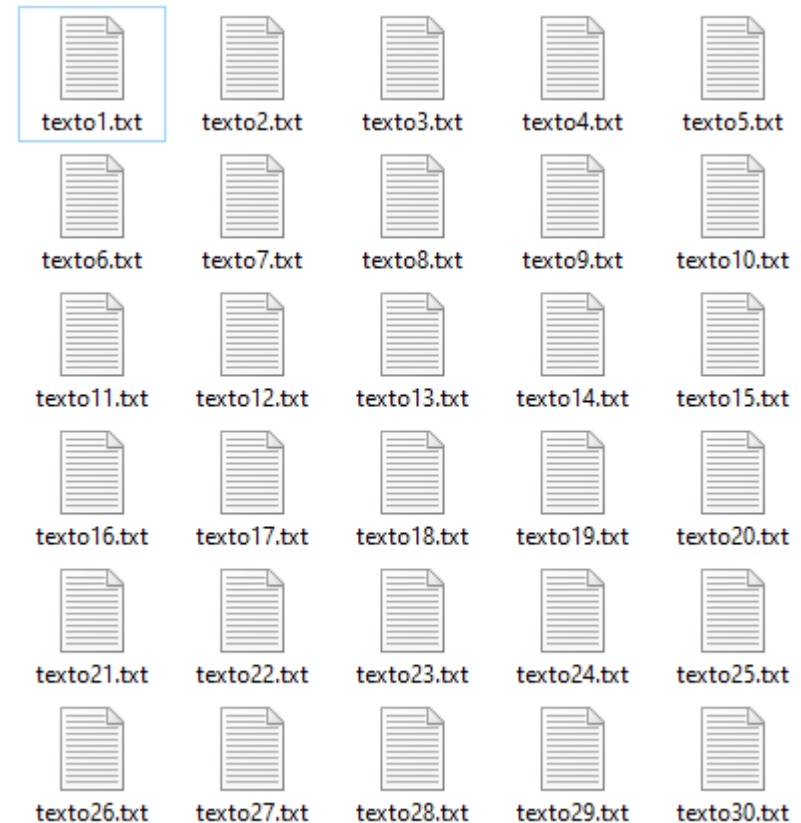 texto1.txt texto2.txt texto3.txt texto4.txt texto5.txt
texto6.txt texto7.txt texto8.txt texto9.txt texto10.txt
texto11.txt texto12.txt texto13.txt texto14.txt texto15.txt
texto16.txt texto17.txt texto18.txt texto19.txt texto20.txt
texto21.txt texto22.txt texto23.txt texto24.txt texto25.txt
texto26.txt texto27.txt texto28.txt texto29.txt texto30.txt